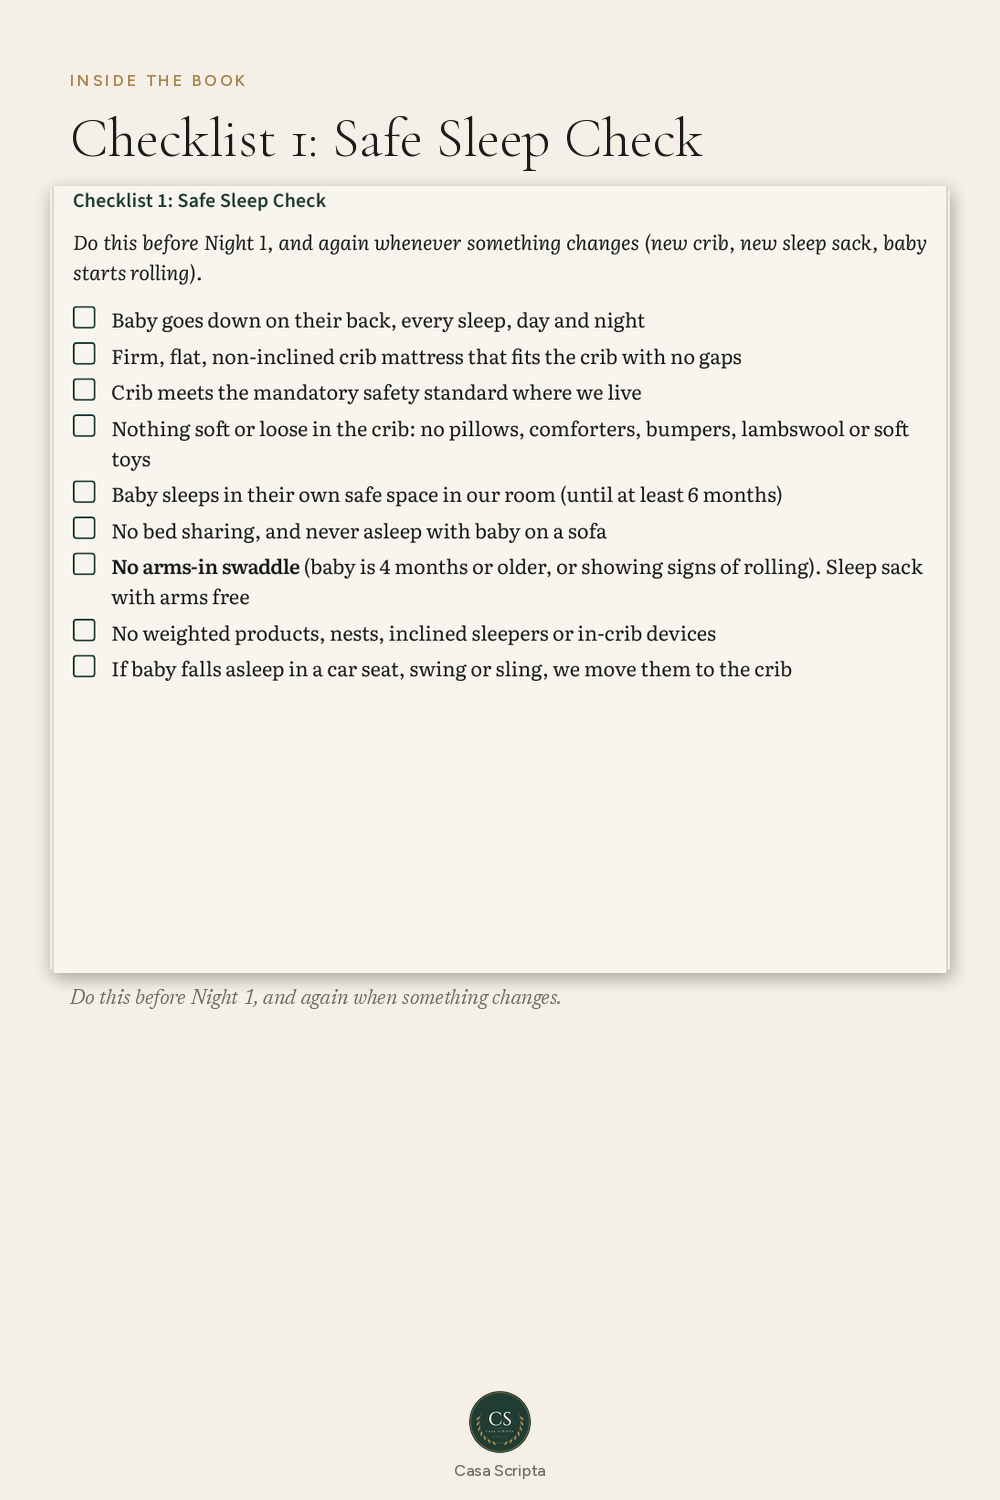 INSIDE THE BOOK
Checklist 1: Safe Sleep Check
Checklist 1: Safe Sleep Check
Do this before Night 1, and again whenever something changes (new crib, new sleep sack, baby
starts rolling).
Baby goes down on their back, every sleep, day and night
Firm, flat, non-inclined crib mattress that fits the crib with no gaps
Crib meets the mandatory safety standard where we live
Nothing soft or loose in the crib: no pillows, comforters, bumpers, lambswool or soft
toys
Baby sleeps in their own safe space in our room (until at least 6 months)
No bed sharing, and never asleep with baby on a sofa
No arms-in swaddle (baby is 4 months or older, or showing signs of rolling). Sleep sack
with arms free
No weighted products, nests, inclined sleepers or in-crib devices
If baby falls asleep in a car seat, swing or sling, we move them to the crib
Do this before Night 1, and again when something changes.
CS
CASA SCRIPTA
Casa Scripta